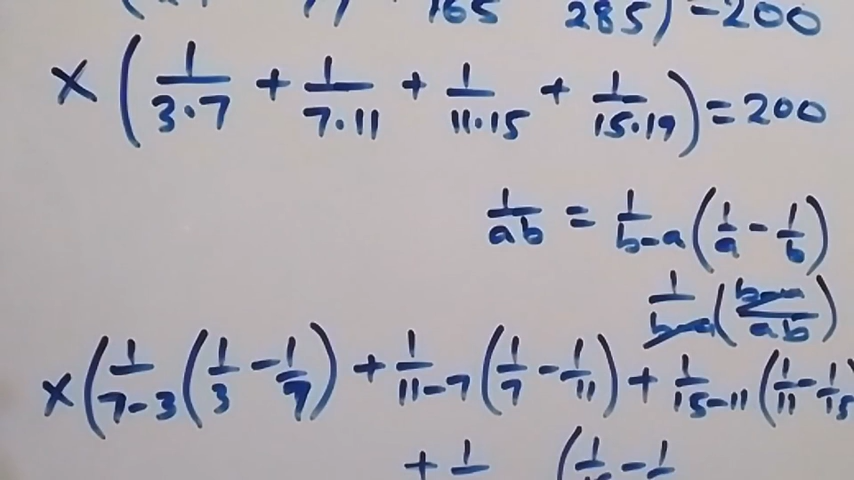 165 285) = 200
x (1/3·7 + 1/7·11 + 1/11·15 + 1/15·19) = 200
1/ab = 1/b-a (1/a - 1/b)
1/b-a (b-a/ab)
x (1/7-3 (1/3 - 1/7) + 1/11-7 (1/7 - 1/11) + 1/15-11 (1/11 - 1/15
+ 1 (1/ - 1